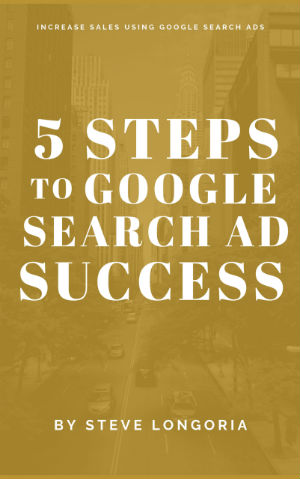 INCREASE SALES USING GOOGLE SEARCH ADS
5 STEPS
TO GOOGLE
SEARCH AD
SUCCESS
BY STEVE LONGORIA